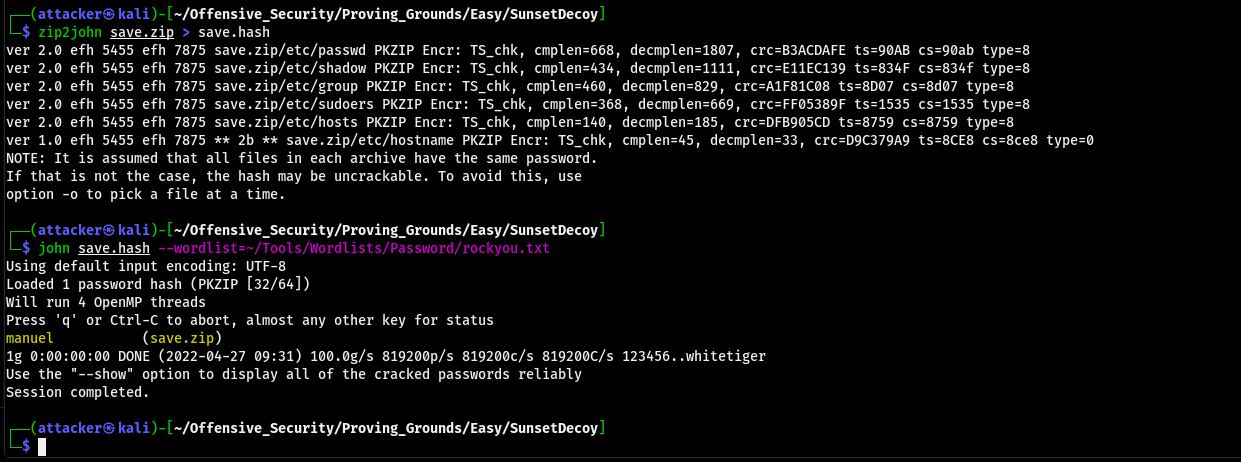 ┌──(attacker㉿kali)-[~/Offensive_Security/Proving_Grounds/Easy/SunsetDecoy]
└─$ zip2john save.zip > save.hash
ver 2.0 efh 5455 efh 7875 save.zip/etc/passwd PKZIP Encr: TS_chk, cmplen=668, decmplen=1807, crc=B3ACDAFE ts=90AB cs=90ab type=8
ver 2.0 efh 5455 efh 7875 save.zip/etc/shadow PKZIP Encr: TS_chk, cmplen=434, decmplen=1111, crc=E11EC139 ts=834F cs=834f type=8
ver 2.0 efh 5455 efh 7875 save.zip/etc/group PKZIP Encr: TS_chk, cmplen=460, decmplen=829, crc=A1F81C08 ts=8D07 cs=8d07 type=8
ver 2.0 efh 5455 efh 7875 save.zip/etc/sudoers PKZIP Encr: TS_chk, cmplen=368, decmplen=669, crc=FF05389F ts=1535 cs=1535 type=8
ver 2.0 efh 5455 efh 7875 save.zip/etc/hosts PKZIP Encr: TS_chk, cmplen=140, decmplen=185, crc=DFB905CD ts=8759 cs=8759 type=8
ver 1.0 efh 5455 efh 7875 ** 2b ** save.zip/etc/hostname PKZIP Encr: TS_chk, cmplen=45, decmplen=33, crc=D9C379A9 ts=8CE8 cs=8ce8 type=0
NOTE: It is assumed that all files in each archive have the same password.
If that is not the case, the hash may be uncrackable. To avoid this, use
option -o to pick a file at a time.
┌──(attacker㉿kali)-[~/Offensive_Security/Proving_Grounds/Easy/SunsetDecoy]
└─$ john save.hash --wordlist=~/Tools/Wordlists/Password/rockyou.txt
Using default input encoding: UTF-8
Loaded 1 password hash (PKZIP [32/64])
Will run 4 OpenMP threads
Press 'q' or Ctrl-C to abort, almost any other key for status
manuel           (save.zip)
1g 0:00:00:00 DONE (2022-04-27 09:31) 100.0g/s 819200p/s 819200c/s 819200C/s 123456..whitetiger
Use the "--show" option to display all of the cracked passwords reliably
Session completed.
┌──(attacker㉿kali)-[~/Offensive_Security/Proving_Grounds/Easy/SunsetDecoy]
└─$